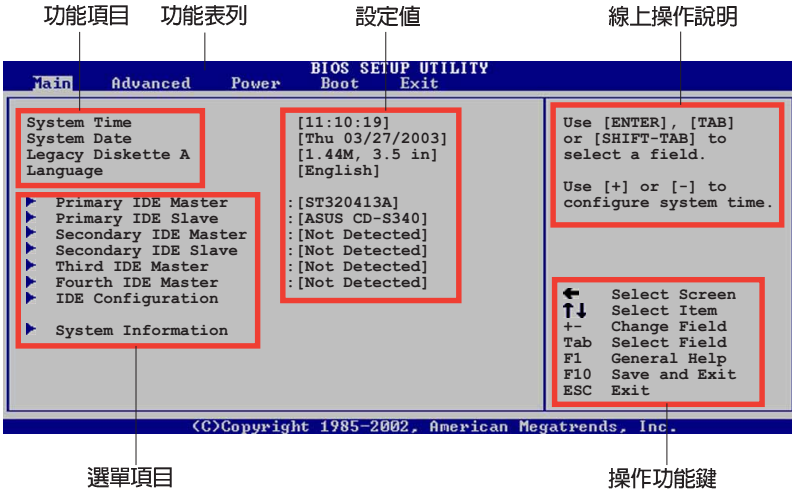 功能項目 功能表列 設定值 線上操作說明
BIOS SETUP UTILITY
Main Advanced Power Boot Exit
System Time [11:10:19]
System Date [Thu 03/27/2003]
Legacy Diskette A [1.44M, 3.5 in]
Language [English]
Primary IDE Master :[ST320413A]
Primary IDE Slave :[ASUS CD-S340]
Secondary IDE Master :[Not Detected]
Secondary IDE Slave :[Not Detected]
Third IDE Master :[Not Detected]
Fourth IDE Master :[Not Detected]
IDE Configuration
System Information
Use [ENTER], [TAB]
or [SHIFT-TAB] to
select a field.
Use [+] or [-] to
configure system time.
← Select Screen
↑↓ Select Item
+- Change Field
Tab Select Field
F1 General Help
F10 Save and Exit
ESC Exit
(C)Copyright 1985-2002, American Megatrends, Inc.
選單項目 操作功能鍵